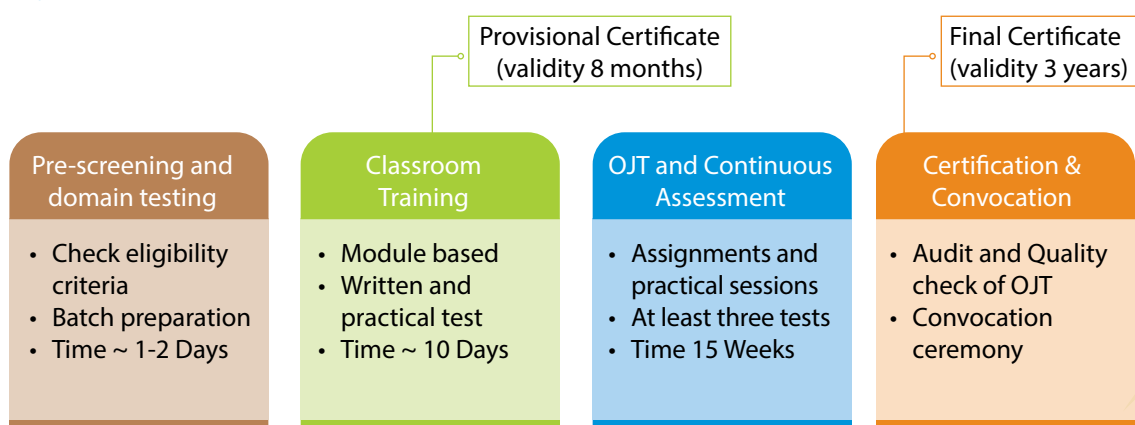 Provisional Certificate
(validity 8 months)
Final Certificate
(validity 3 years)
Pre-screening and
domain testing
• Check eligibility
criteria
• Batch preparation
• Time ~ 1-2 Days
Classroom
Training
• Module based
• Written and
practical test
• Time ~ 10 Days
OJT and Continuous
Assessment
• Assignments and
practical sessions
• At least three tests
• Time 15 Weeks
Certification &
Convocation
• Audit and Quality
check of OJT
• Convocation
ceremony